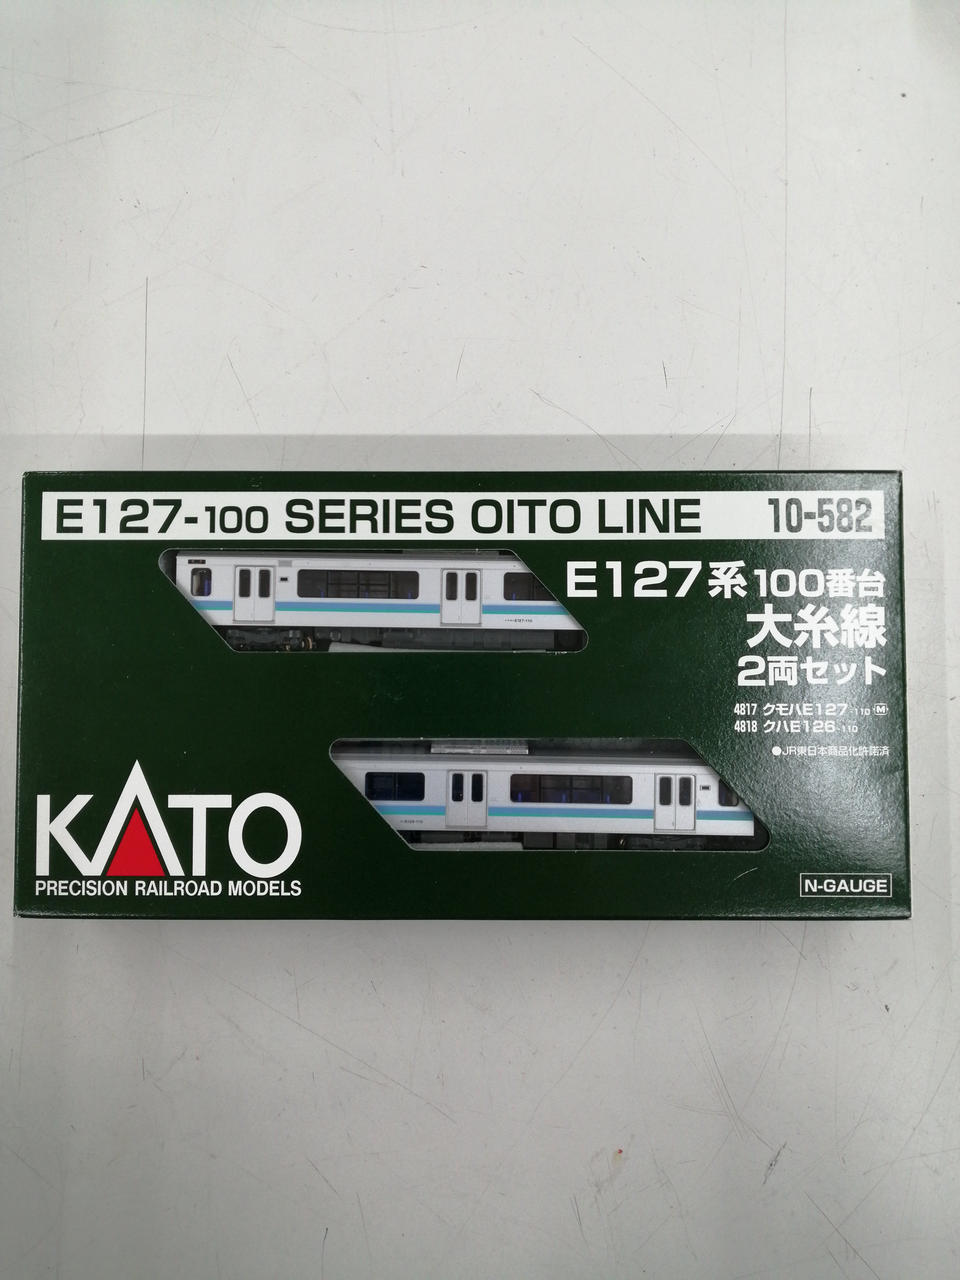 E127-100 SERIES OITO LINE 10-582
E127系100番台
大糸線
2両セット
4817 クモハE127-110 M
4818 クハE126-110
●JR東日本商品化許諾済
KATO
PRECISION RAILROAD MODELS
N-GAUGE